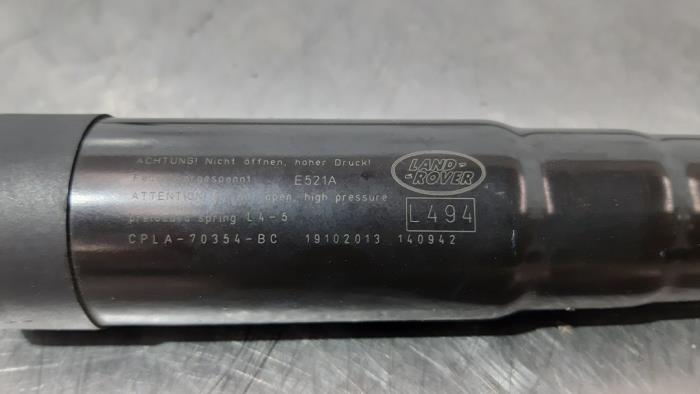 ACHTUNG! Nicht öffnen, hoher Druck!
E521A
ATTENTION! open, high pressure
spring L4-5
CPLA-70354-BC 19102013 140942
LAND-
-ROVER
L494